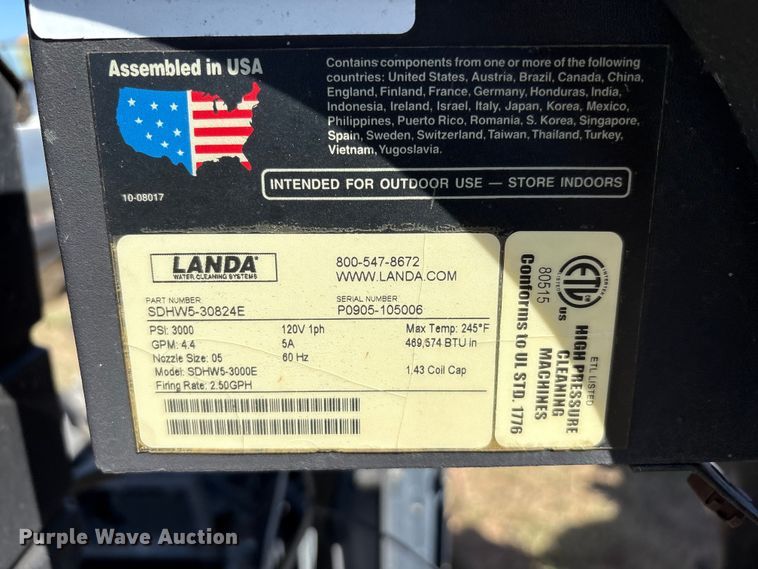 Assembled in USA
10-08017
Contains components from one or more of the following
countries: United States, Austria, Brazil, Canada, China,
England, Finland, France, Germany, Honduras, India,
Indonesia, Ireland, Israel, Italy, Japan, Korea, Mexico,
Philippines, Puerto Rico, Romania, S. Korea, Singapore,
Spain, Sweden, Switzerland, Taiwan, Thailand, Turkey,
Vietnam, Yugoslavia.
INTENDED FOR OUTDOOR USE — STORE INDOORS
LANDA®
WATER CLEANING SYSTEMS
800-547-8672
WWW.LANDA.COM
PART NUMBER
SDHW5-30824E
SERIAL NUMBER
P0905-105006
PSI: 3000 120V 1ph Max Temp: 245°F
GPM: 4.4 5A 469,574 BTU in
Nozzle Size: 05 60 Hz
Model: SDHW5-3000E 1.43 Coil Cap
Firing Rate: 2.50GPH
ETL
INTERTEK
US
80515
ETL LISTED
HIGH PRESSURE
CLEANING
MACHINES
Conforms to UL STD. 1776
Purple Wave Auction